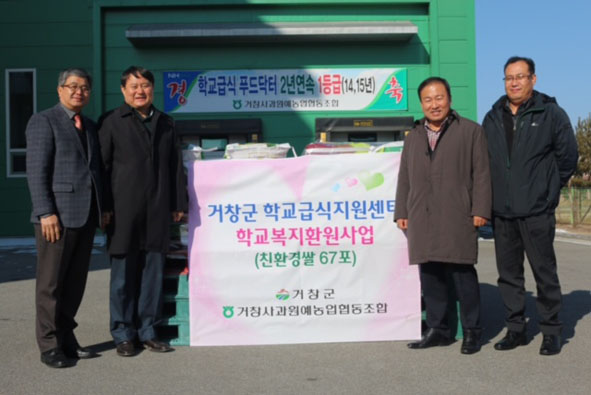 NH
경 학교급식 푸드닥터 2년연속 1등급(14,15년) 축
거창사과원예농업협동조합
거창군 학교급식지원센터
학교복지환원사업
(친환경쌀 67포)
거창군
거창사과원예농업협동조합